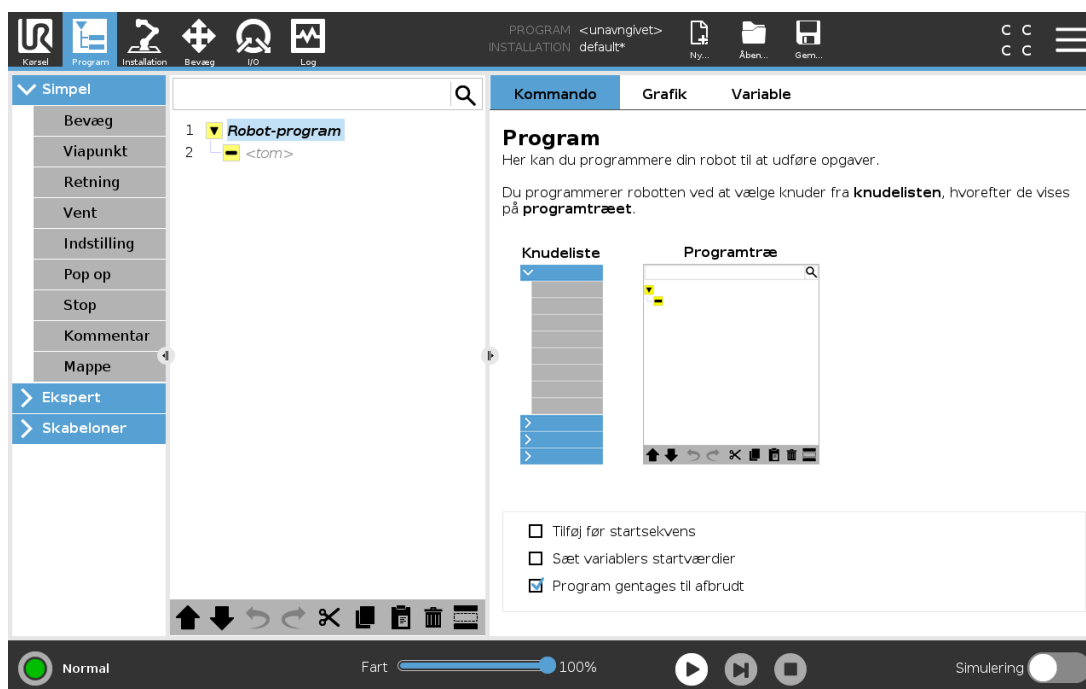 UR
PROGRAM <unavngivet>
INSTALLATION default*
C C
C C
Kørsel Program Installation Bevæg I/O Log
Ny... Åben... Gem...
Simpel
Bevæg
Viapunkt
Retning
Vent
Indstilling
Pop op
Stop
Kommentar
Mappe
Ekspert
Skabeloner
1 Robot-program
2 <tom>
Kommando Grafik Variable
Program
Her kan du programmere din robot til at udføre opgaver.
Du programmerer robotten ved at vælge knuder fra knudelisten, hvorefter de vises
på programtræet.
Knudeliste Programtræ
Tilføj før startsekvens
Sæt variablers startværdier
Program gentages til afbrudt
Normal
Fart 100%
Simulering